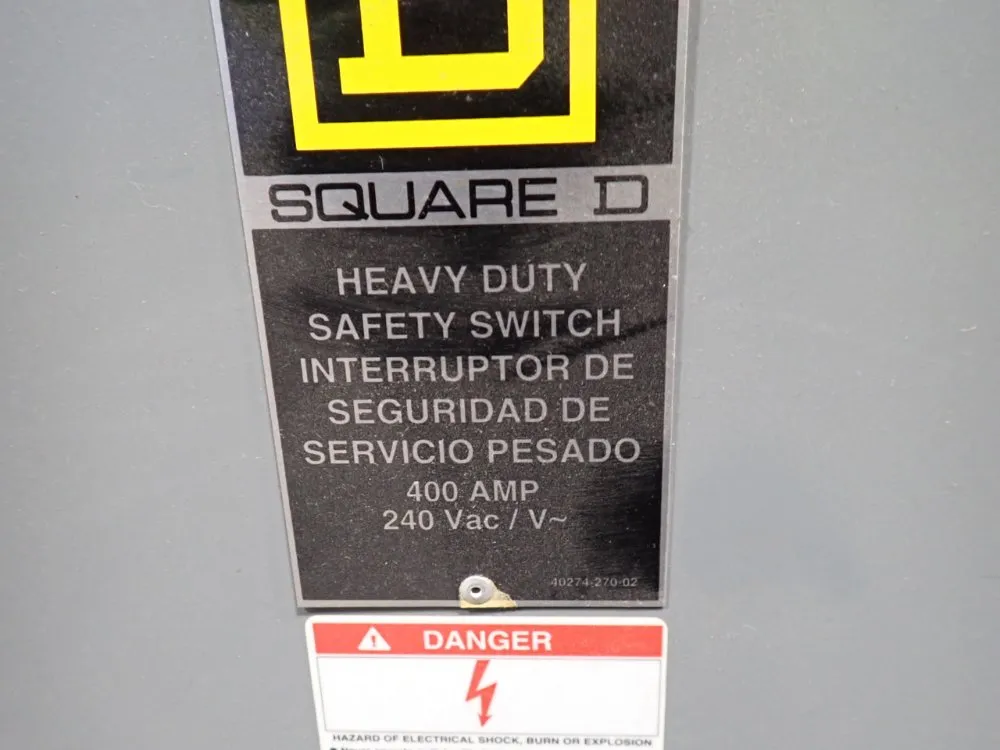 D
SQUARE D
HEAVY DUTY
SAFETY SWITCH
INTERRUPTOR DE
SEGURIDAD DE
SERVICIO PESADO
400 AMP
240 Vac / V~
40274-270-02
DANGER
HAZARD OF ELECTRICAL SHOCK, BURN OR EXPLOSION